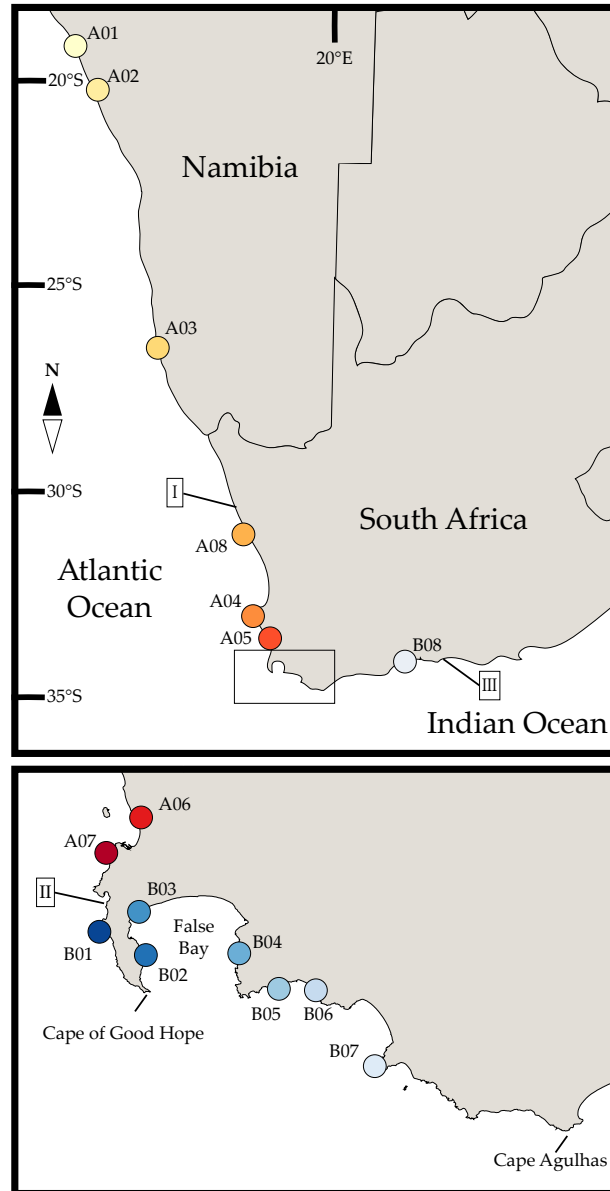 A01
20°E
20°S
A02
Namibia
25°S
A03
N
30°S
I
South Africa
A08
Atlantic
Ocean
A04
A05
B08
III
35°S
Indian Ocean
A06
A07
II
B03
False
Bay
B04
B01
B02
B05
B06
Cape of Good Hope
B07
Cape Agulhas